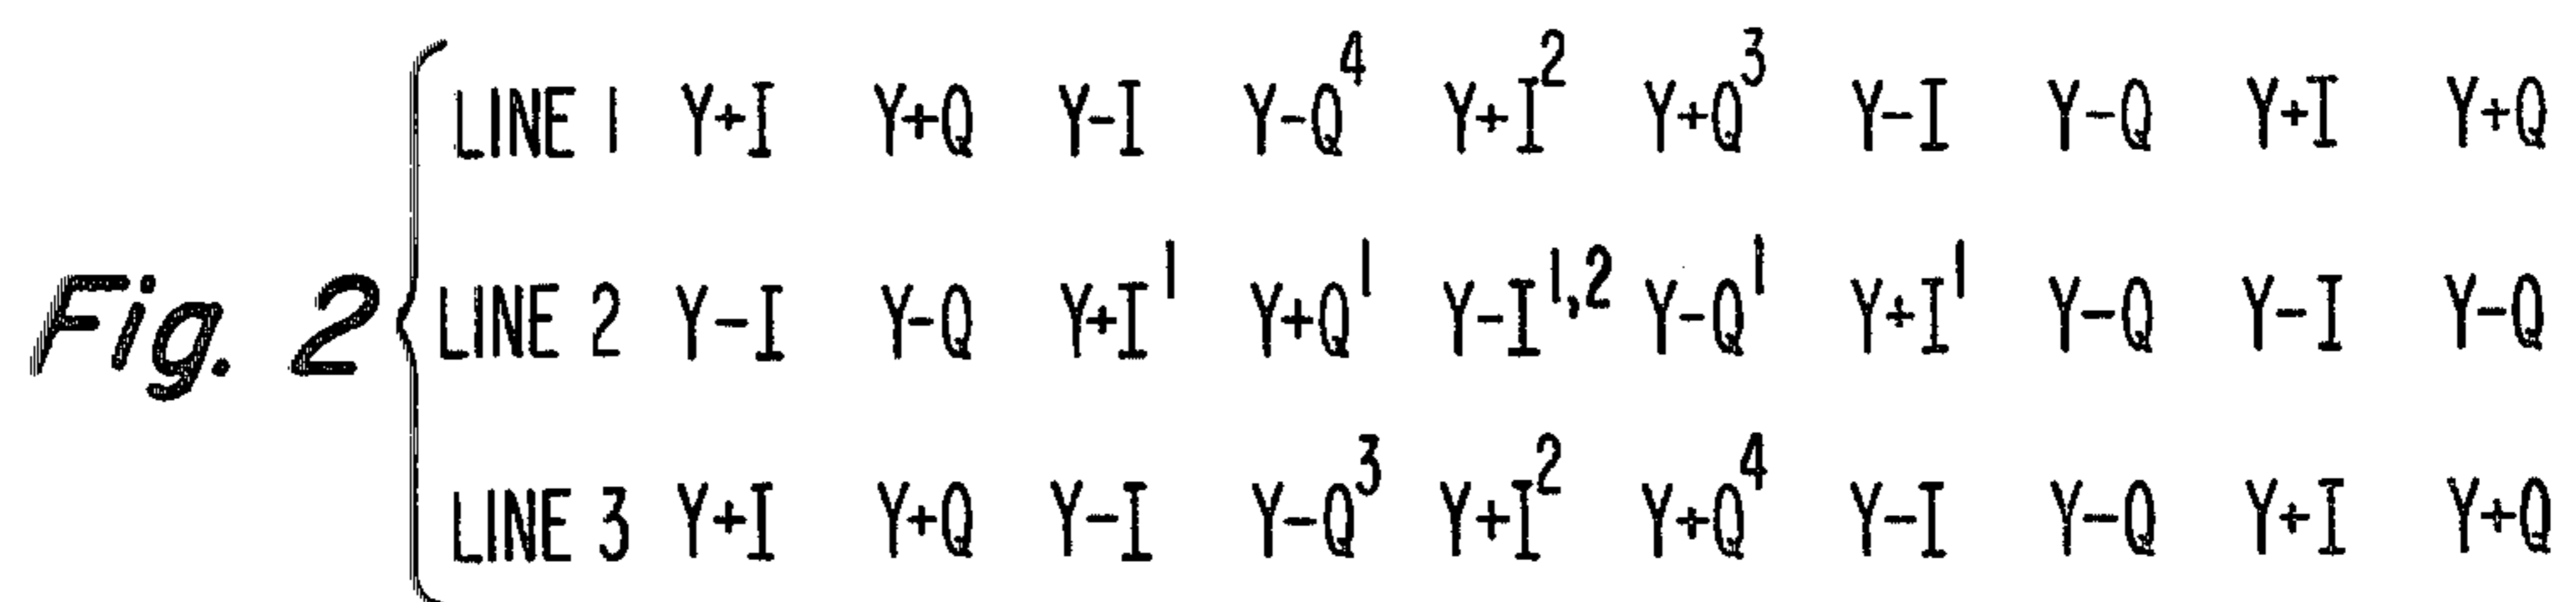 LINE 1 Y+I Y+Q Y-I Y-Q⁴ Y+I² Y+Q³ Y-I Y-Q Y+I Y+Q
Fig. 2 LINE 2 Y-I Y-Q Y+I¹ Y+Q¹ Y-I¹,² Y-Q¹ Y+I¹ Y-Q Y-I Y-Q
LINE 3 Y+I Y+Q Y-I Y-Q³ Y+I² Y+Q⁴ Y-I Y-Q Y+I Y+Q